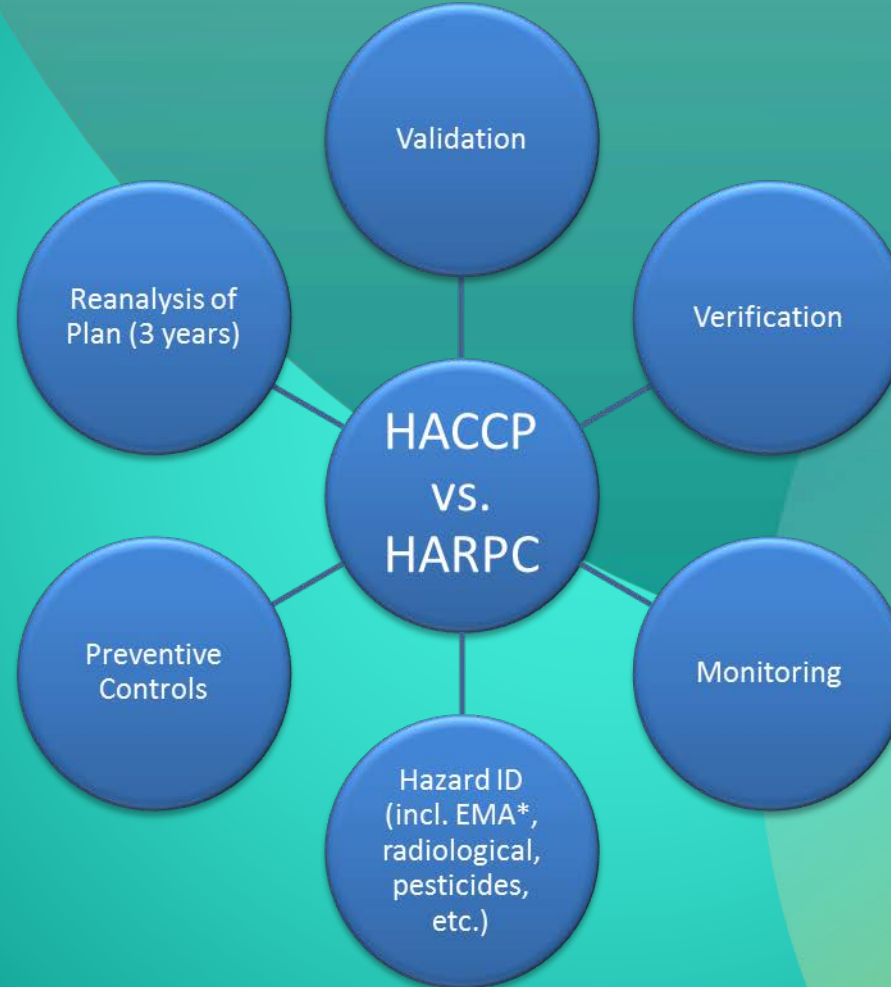 Validation
Reanalysis of
Plan (3 years)
Verification
HACCP
vs.
HARPC
Preventive
Controls
Monitoring
Hazard ID
(incl. EMA*,
radiological,
pesticides,
etc.)